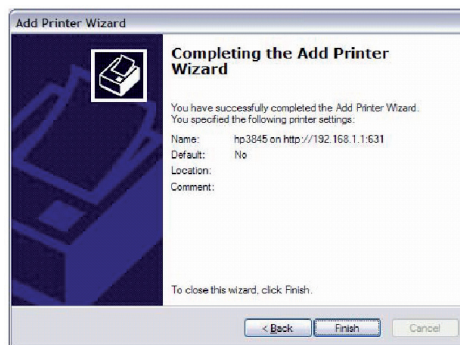 Add Printer Wizard
Completing the Add Printer
Wizard
You have successfully completed the Add Printer Wizard.
You specified the following printer settings:
Name: hp3845 on http://192.168.1.1:631
Default: No
Location:
Comment:
To close this wizard, click Finish.
< Back Finish Cancel